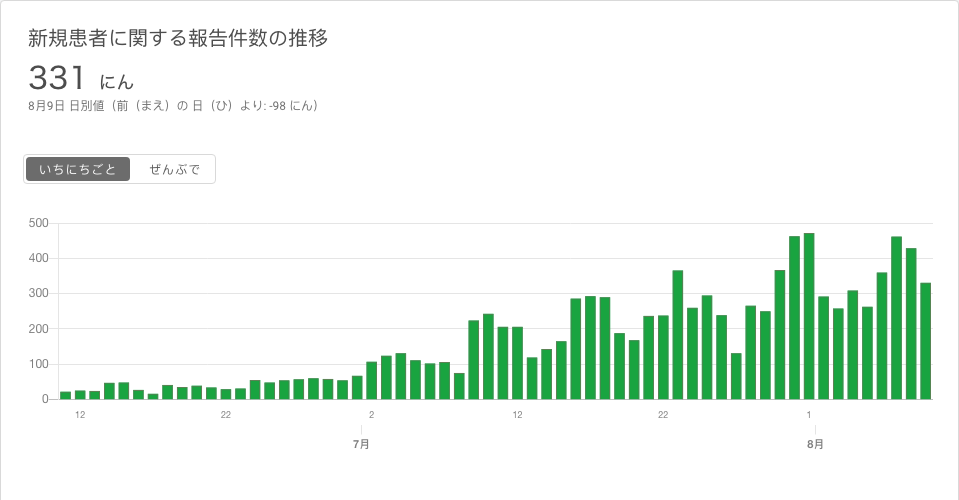 新規患者に関する報告件数の推移
331 にん
8月9日 日別値（前（まえ）の 日（ひ）より: -98 にん）
いちにちごと ぜんぶで
500
400
300
200
100
0
12 22 2 12 22 1
7月 8月